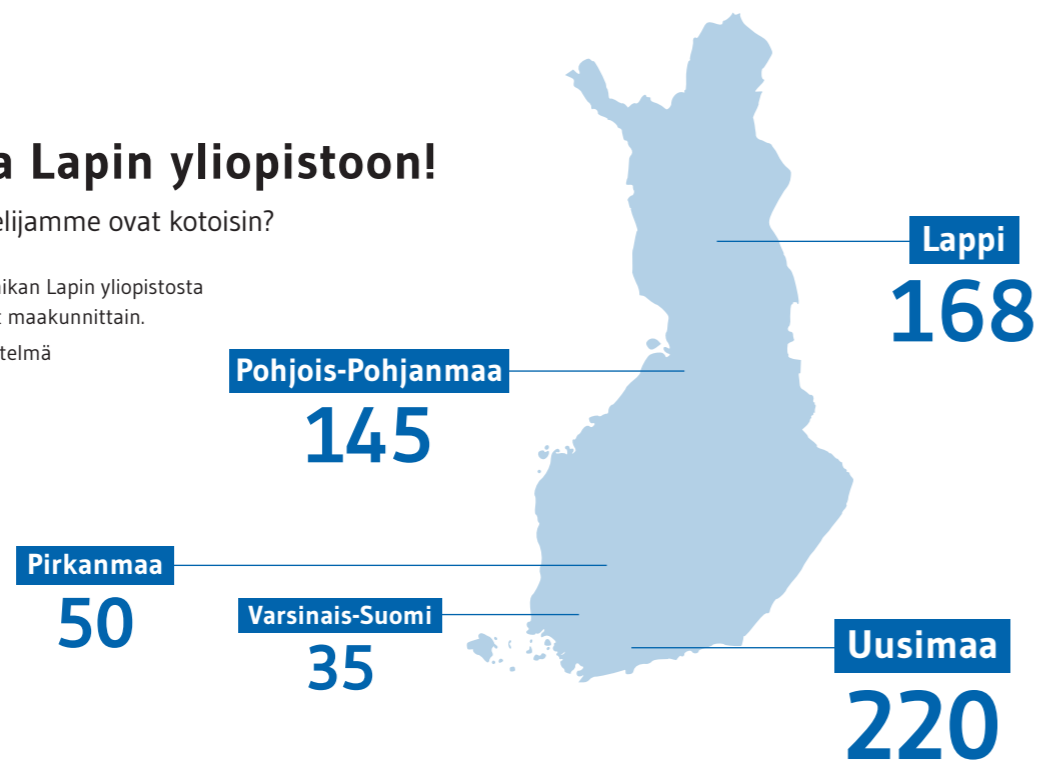 a Lapin yliopistoon!
elijamme ovat kotoisin?
ikan Lapin yliopistosta
maakunnittain.
telmä
Lappi
168
Pohjois-Pohjanmaa
145
Pirkanmaa
50
Varsinais-Suomi
35
Uusimaa
220